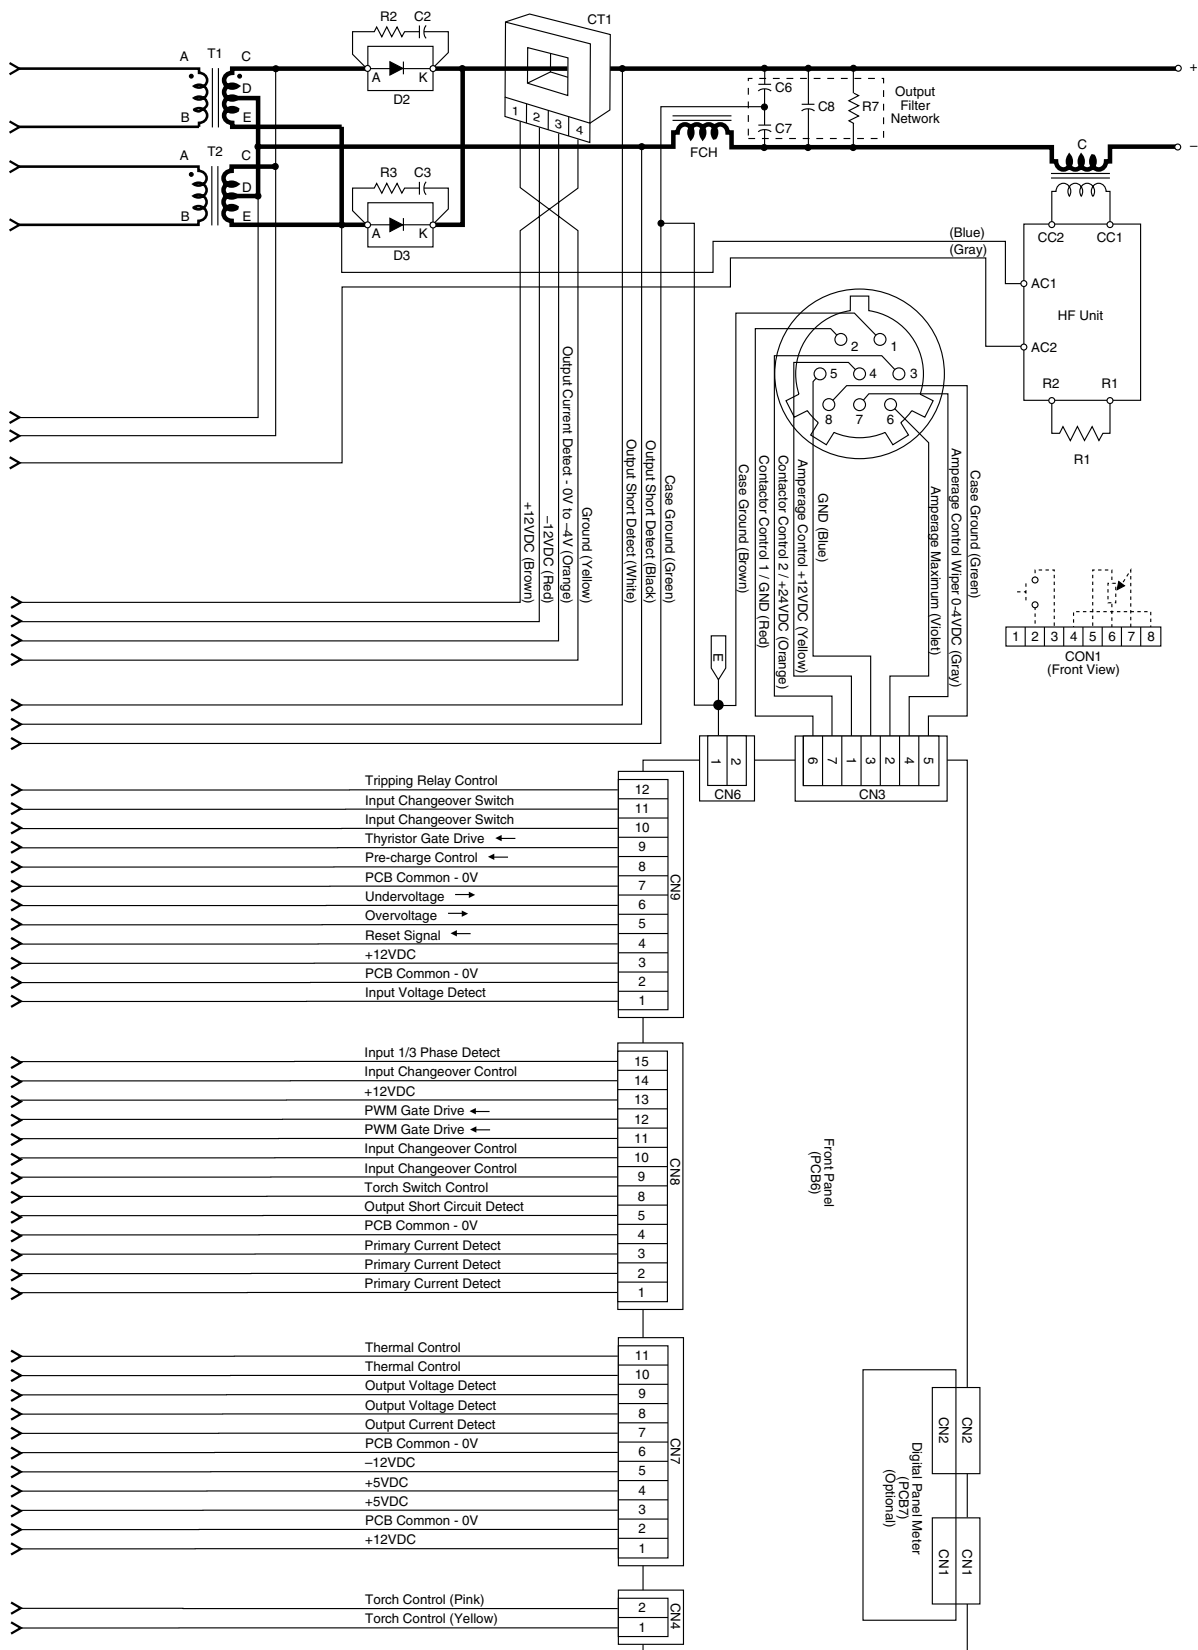 R2 C2
CT1
A T1 C
A K
D
D2
B E
1 2 3 4
C6
C7
C8
R7
Output
Filter
Network
+
FCH
C
–
A T2 C
D
B E
R3 C3
A K
D3
(Blue)
(Gray)
CC2 CC1
AC1
HF Unit
AC2
R2 R1
R1
2 1
5 4 3
8 7 6
+12VDC (Brown)
–12VDC (Red)
Output Current Detect - 0V to –4V (Orange)
Ground (Yellow)
Output Short Detect (White)
Output Short Detect (Black)
Case Ground (Green)
Case Ground (Brown)
Contactor Control 1 / GND (Red)
Contactor Control 2 / +24VDC (Orange)
Amperage Control +12VDC (Yellow)
GND (Blue)
Amperage Maximum (Violet)
Amperage Control Wiper 0-4VDC (Gray)
Case Ground (Green)
1 2 3 4 5 6 7 8
CON1
(Front View)
E
1 2
CN6
6 7 1 3 2 4 5
CN3
Tripping Relay Control 12
Input Changeover Switch 11
Input Changeover Switch 10
Thyristor Gate Drive ← 9
Pre-charge Control ← 8
PCB Common - 0V 7
Undervoltage → 6
Overvoltage → 5
Reset Signal ← 4
+12VDC 3
PCB Common - 0V 2
Input Voltage Detect 1
CN9
Input 1/3 Phase Detect 15
Input Changeover Control 14
+12VDC 13
PWM Gate Drive ← 12
PWM Gate Drive ← 11
Input Changeover Control 10
Input Changeover Control 9
Torch Switch Control 8
Output Short Circuit Detect 5
PCB Common - 0V 4
Primary Current Detect 3
Primary Current Detect 2
Primary Current Detect 1
CN8
Front Panel
(PCB6)
Thermal Control 11
Thermal Control 10
Output Voltage Detect 9
Output Voltage Detect 8
Output Current Detect 7
PCB Common - 0V 6
–12VDC 5
+5VDC 4
+5VDC 3
PCB Common - 0V 2
+12VDC 1
CN7
Digital Panel Meter
(PCB7)
(Optional)
CN2 CN2
CN1 CN1
Torch Control (Pink) 2
Torch Control (Yellow) 1
CN4